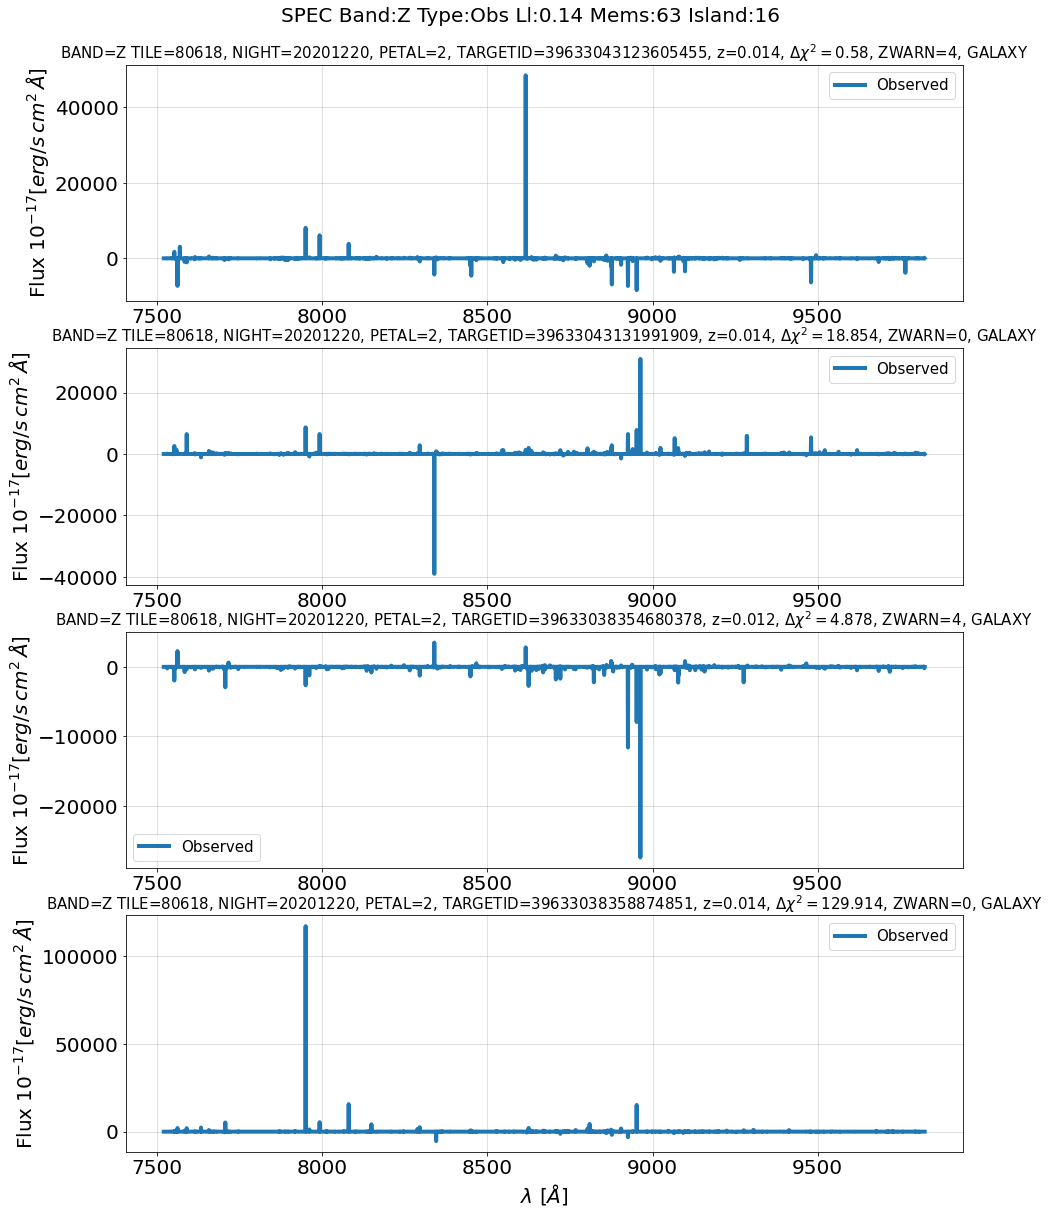 SPEC Band:Z Type:Obs Ll:0.14 Mems:63 Island:16
BAND=Z TILE=80618, NIGHT=20201220, PETAL=2, TARGETID=39633043123605455, z=0.014, Δχ² = 0.58, ZWARN=4, GALAXY
Flux 10⁻¹⁷[erg/s cm² Å]
40000
20000
0
Observed
7500 8000 8500 9000 9500
BAND=Z TILE=80618, NIGHT=20201220, PETAL=2, TARGETID=39633043131991909, z=0.014, Δχ² = 18.854, ZWARN=0, GALAXY
Flux 10⁻¹⁷[erg/s cm² Å]
20000
0
−20000
−40000
Observed
7500 8000 8500 9000 9500
BAND=Z TILE=80618, NIGHT=20201220, PETAL=2, TARGETID=39633038354680378, z=0.012, Δχ² = 4.878, ZWARN=4, GALAXY
Flux 10⁻¹⁷[erg/s cm² Å]
0
−10000
−20000
Observed
7500 8000 8500 9000 9500
BAND=Z TILE=80618, NIGHT=20201220, PETAL=2, TARGETID=39633038358874851, z=0.014, Δχ² = 129.914, ZWARN=0, GALAXY
Flux 10⁻¹⁷[erg/s cm² Å]
100000
50000
0
Observed
7500 8000 8500 9000 9500
λ [Å]